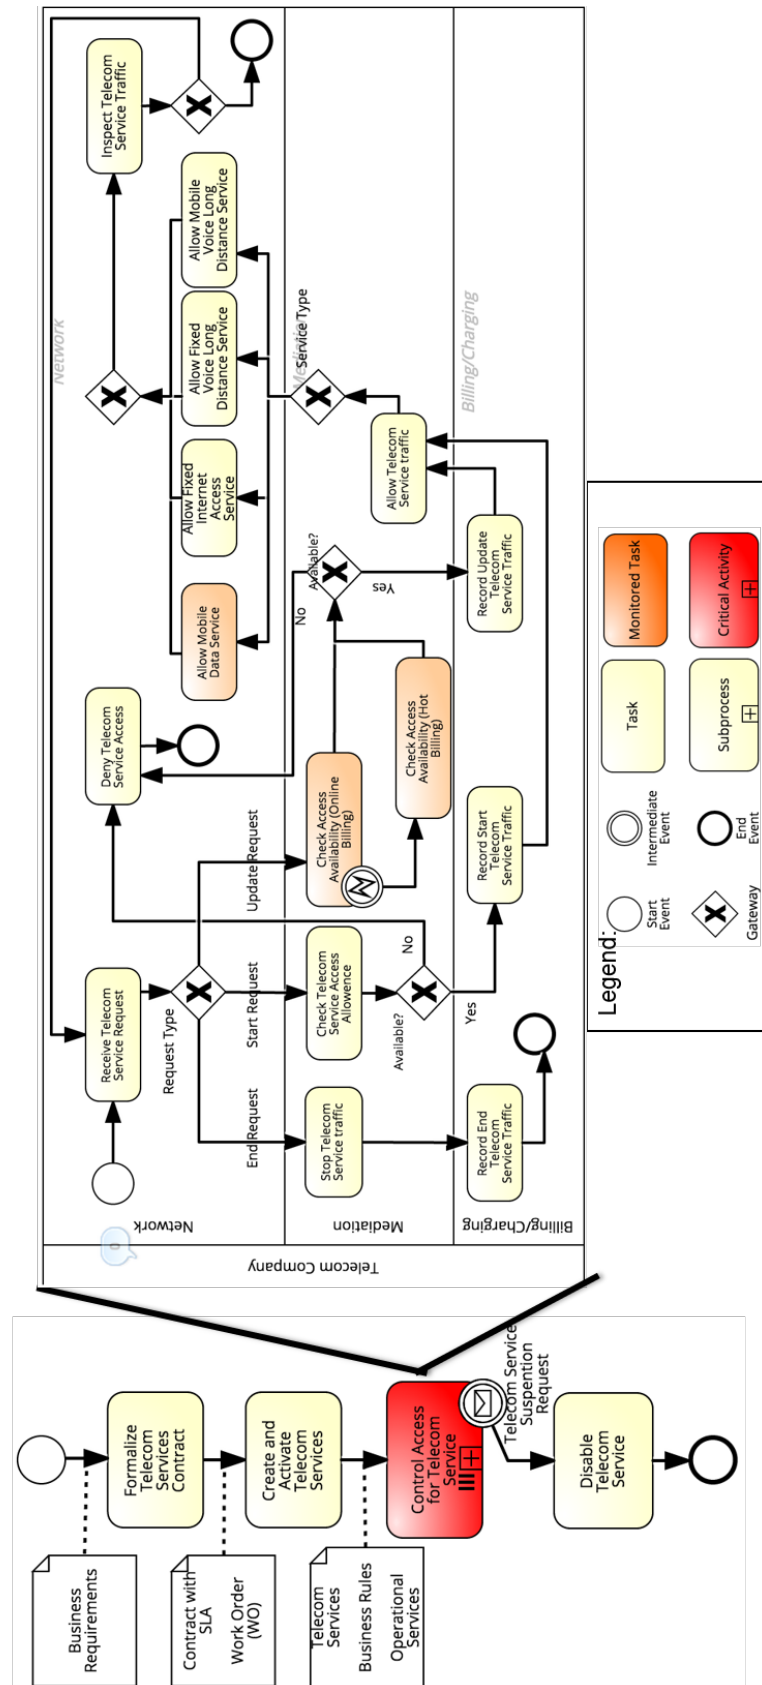 Business
Requirements
Contract with
SLA
Work Order
(WO)
Telecom
Services
Business Rules
Operational
Services
Formalize
Telecom
Services
Contract
Create and
Activate
Telecom
Services
Control Access
for Telecom
Service
Telecom Service
Suspention
Request
Disable
Telecom
Service
Telecom Company
Network
Mediation
Billing/Charging
Network
Billing/Charging
0
Receive Telecom
Service Request
Request Type
End Request
Start Request
Update Request
Stop Telecom
Service traffic
Record End
Telecom
Service Traffic
Check Telecom
Service Access
Allowence
Available?
No
Yes
Record Start
Telecom
Service Traffic
Deny Telecom
Service Access
Check Access
Availability (Online
Billing)
Check Access
Availability (Hot
Billing)
Available?
No
Yes
Record Update
Telecom
Service Traffic
Allow Telecom
Service traffic
Service Type
Allow Mobile
Data Service
Allow Fixed
Internet
Access
Service
Allow Fixed
Voice Long
Distance Service
Allow Mobile
Voice Long
Distance Service
Inspect Telecom
Service Traffic
Legend:
Start
Event
Intermediate
Event
Task
Monitored Task
Gateway
End
Event
Subprocess
Critical Activity